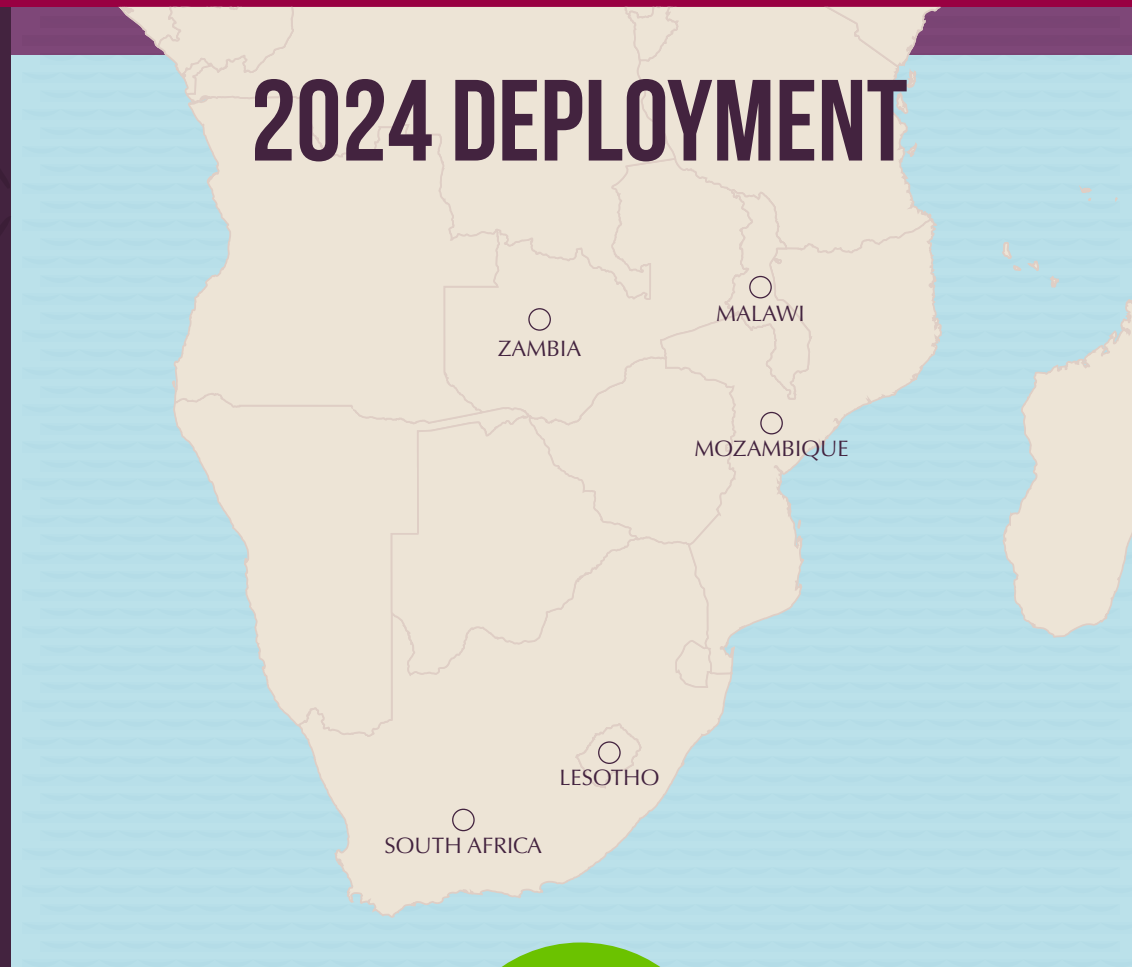 2024 DEPLOYMENT
MALAWI
ZAMBIA
MOZAMBIQUE
LESOTHO
SOUTH AFRICA